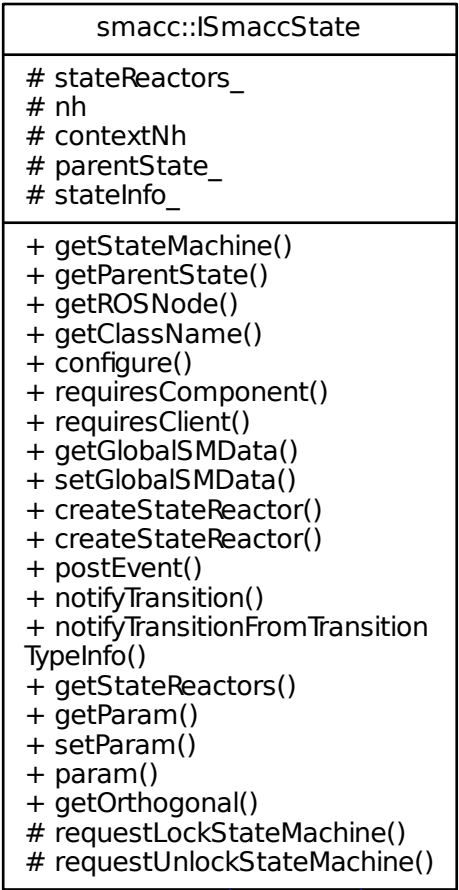 smacc::ISmaccState
# stateReactors_
# nh
# contextNh
# parentState_
# stateInfo_
+ getStateMachine()
+ getParentState()
+ getROSNode()
+ getClassName()
+ configure()
+ requiresComponent()
+ requiresClient()
+ getGlobalSMData()
+ setGlobalSMData()
+ createStateReactor()
+ createStateReactor()
+ postEvent()
+ notifyTransition()
+ notifyTransitionFromTransition
TypeInfo()
+ getStateReactors()
+ getParam()
+ setParam()
+ param()
+ getOrthogonal()
# requestLockStateMachine()
# requestUnlockStateMachine()